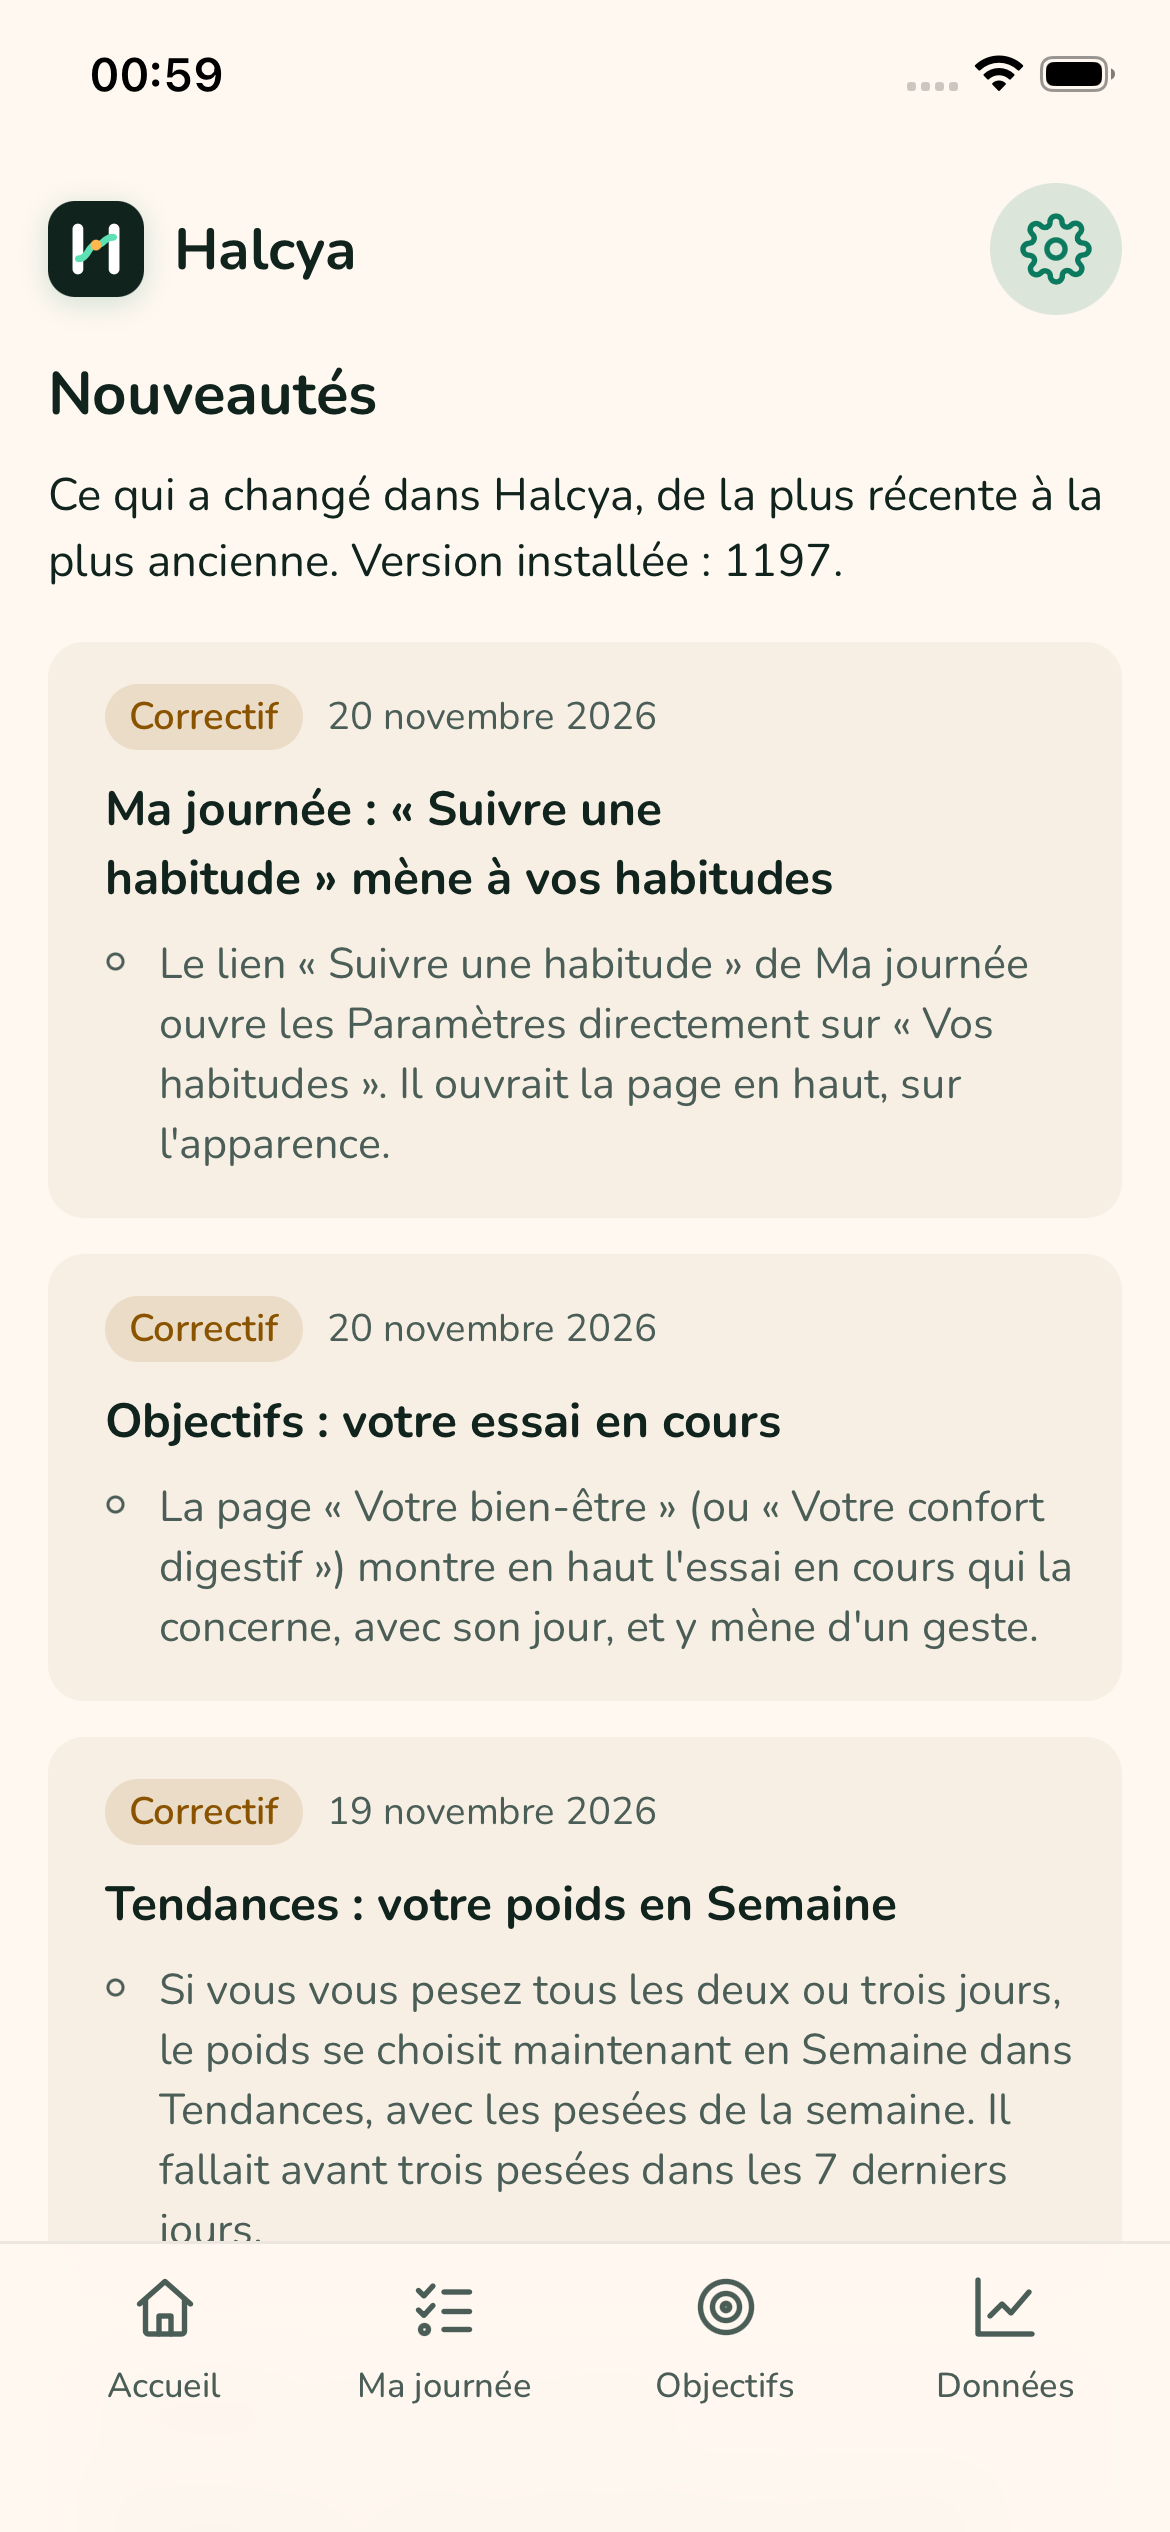 00:59
Halcya
Nouveautés
Ce qui a changé dans Halcya, de la plus récente à la
plus ancienne. Version installée : 1197.
Correctif 20 novembre 2026
Ma journée : « Suivre une
habitude » mène à vos habitudes
Le lien « Suivre une habitude » de Ma journée
ouvre les Paramètres directement sur « Vos
habitudes ». Il ouvrait la page en haut, sur
l'apparence.
Correctif 20 novembre 2026
Objectifs : votre essai en cours
La page « Votre bien-être » (ou « Votre confort
digestif ») montre en haut l'essai en cours qui la
concerne, avec son jour, et y mène d'un geste.
Correctif 19 novembre 2026
Tendances : votre poids en Semaine
Si vous vous pesez tous les deux ou trois jours,
le poids se choisit maintenant en Semaine dans
Tendances, avec les pesées de la semaine. Il
fallait avant trois pesées dans les 7 derniers
jours.
Accueil Ma journée Objectifs Données